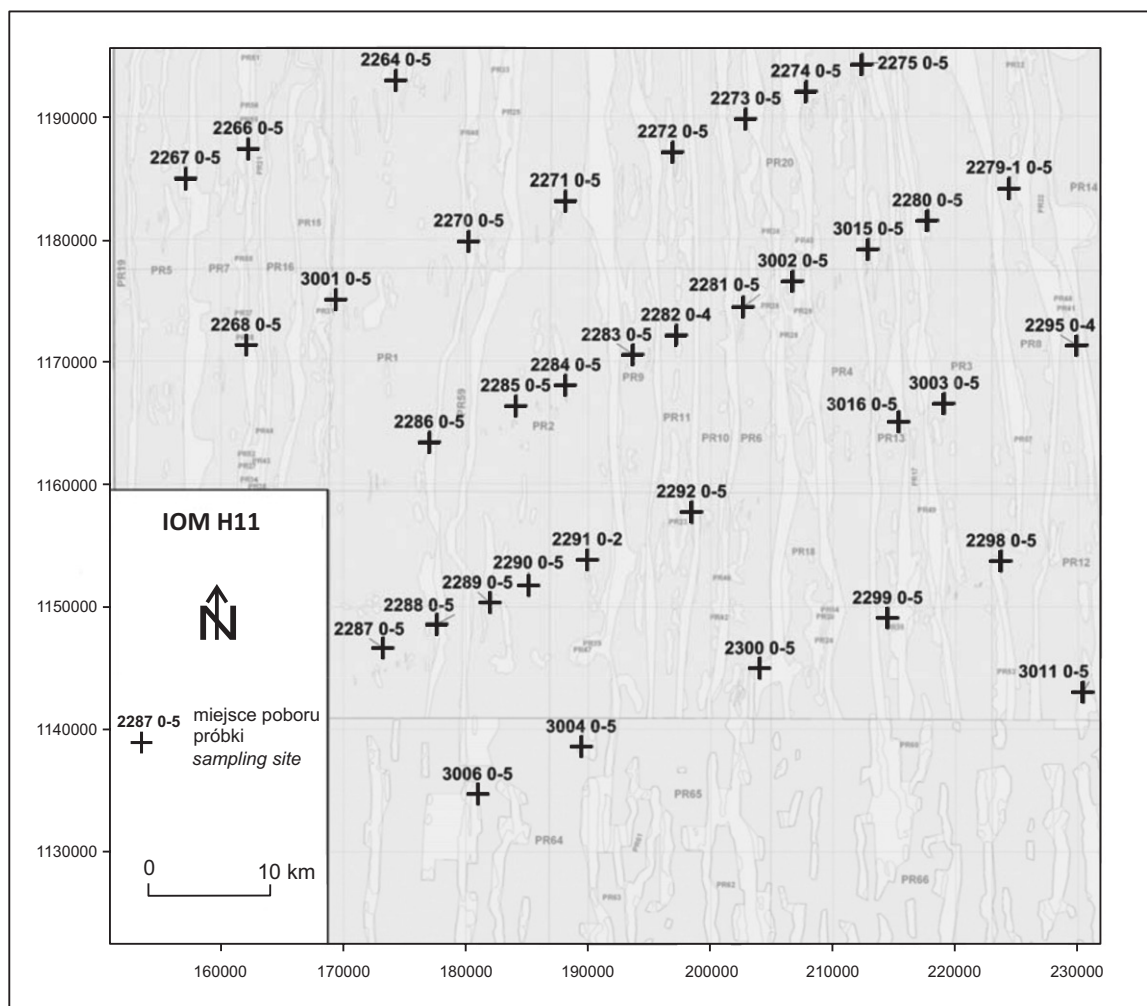 2264 0-5
2274 0-5
2275 0-5
2273 0-5
1190000
2266 0-5
2272 0-5
2267 0-5
PR20
2279-1 0-5
PR14
2271 0-5
2280 0-5
PR15
2270 0-5
3015 0-5
1180000
PR19
PR5
PR7
PR16
3002 0-5
3001 0-5
2281 0-5
2282 0-4
2268 0-5
2283 0-5
2295 0-4
PR8
1170000
PR1
2284 0-5
PR9
PR4
PR3
2285 0-5
3003 0-5
PR59
3016 0-5
2286 0-5
PR2
PR11
PR10
PR6
PR13
1160000
2292 0-5
IOM H11
2291 0-2
2298 0-5
2290 0-5
PR18
PR12
2289 0-5
1150000
2288 0-5
2299 0-5
2287 0-5
2300 0-5
3011 0-5
N
2287 0-5
miejsce poboru
próbki
sampling site
1140000
3004 0-5
3006 0-5
PR65
PR64
1130000
PR66
0 10 km
160000 170000 180000 190000 200000 210000 220000 230000